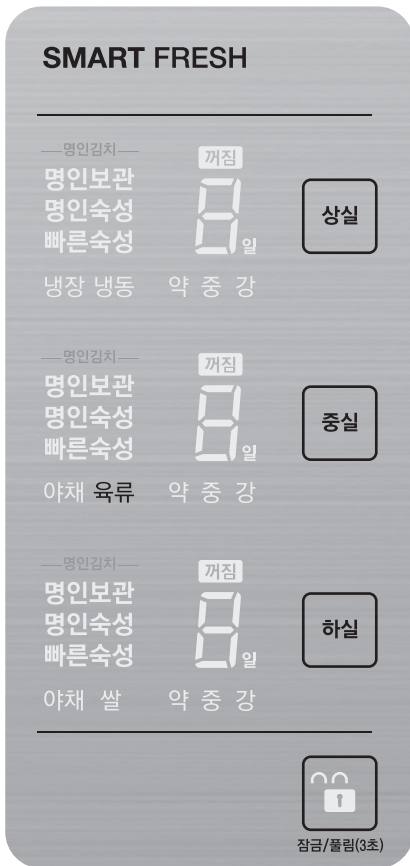 SMART FRESH
명인김치
꺼짐
명인보관
명인숙성
빠른숙성
8일
상실
냉장 냉동 약 중 강
명인김치
꺼짐
명인보관
명인숙성
빠른숙성
8일
중실
야채 육류 약 중 강
명인김치
꺼짐
명인보관
명인숙성
빠른숙성
8일
하실
야채 쌀 약 중 강
잠금/풀림(3초)